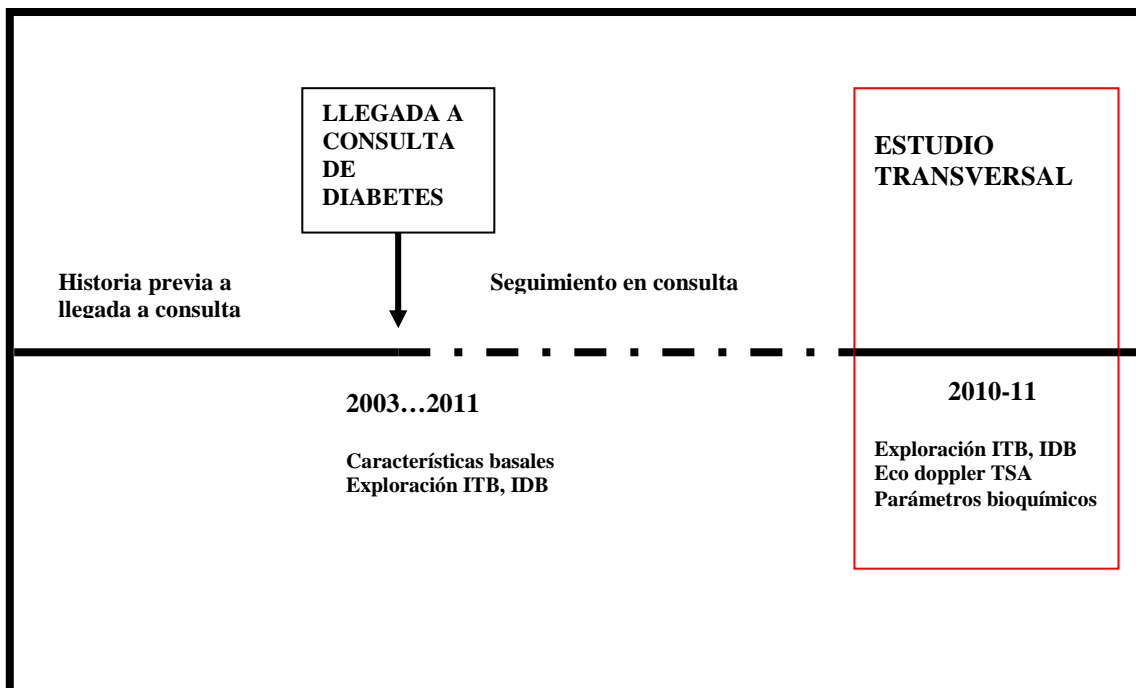 LLEGADA A
CONSULTA
DE
DIABETES
ESTUDIO
TRANSVERSAL
Historia previa a
llegada a consulta
Seguimiento en consulta
2003…2011
Características basales
Exploración ITB, IDB
2010-11
Exploración ITB, IDB
Eco doppler TSA
Parámetros bioquímicos